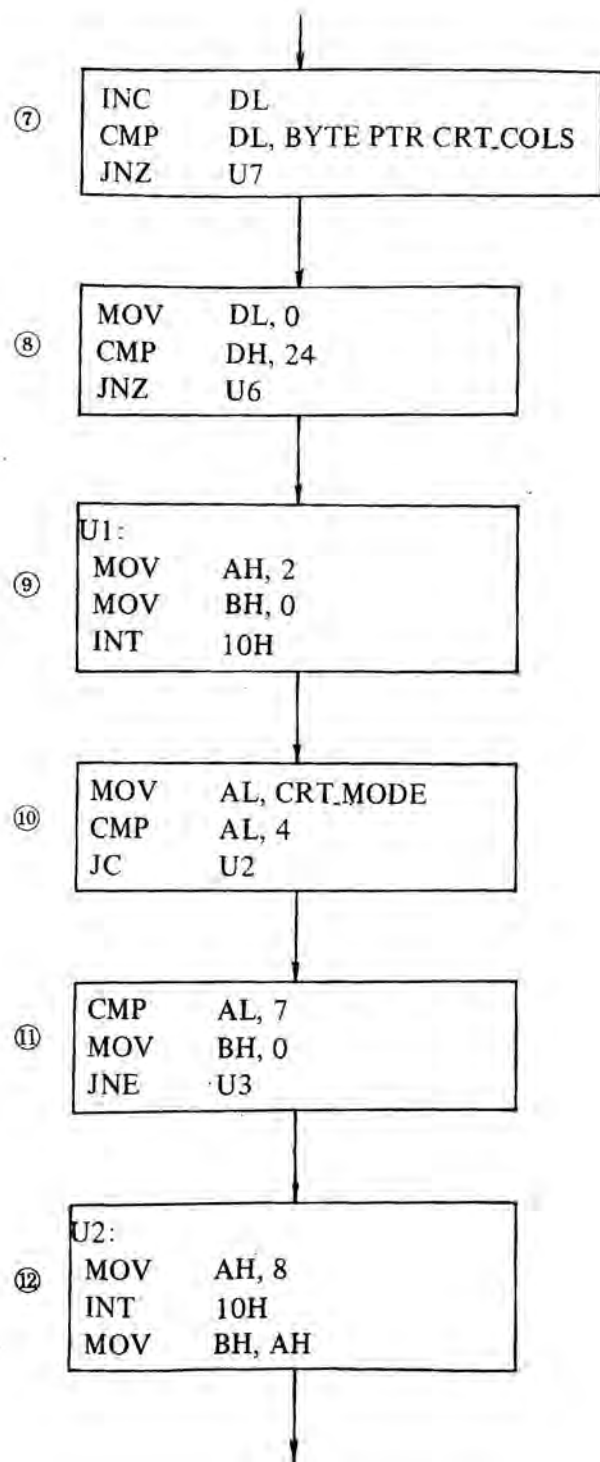 ⑦
INC DL
CMP DL, BYTE PTR CRT_COLS
JNZ U7
⑧
MOV DL, 0
CMP DH, 24
JNZ U6
⑨
U1:
MOV AH, 2
MOV BH, 0
INT 10H
⑩
MOV AL, CRT_MODE
CMP AL, 4
JC U2
⑪
CMP AL, 7
MOV BH, 0
JNE U3
⑫
U2:
MOV AH, 8
INT 10H
MOV BH, AH